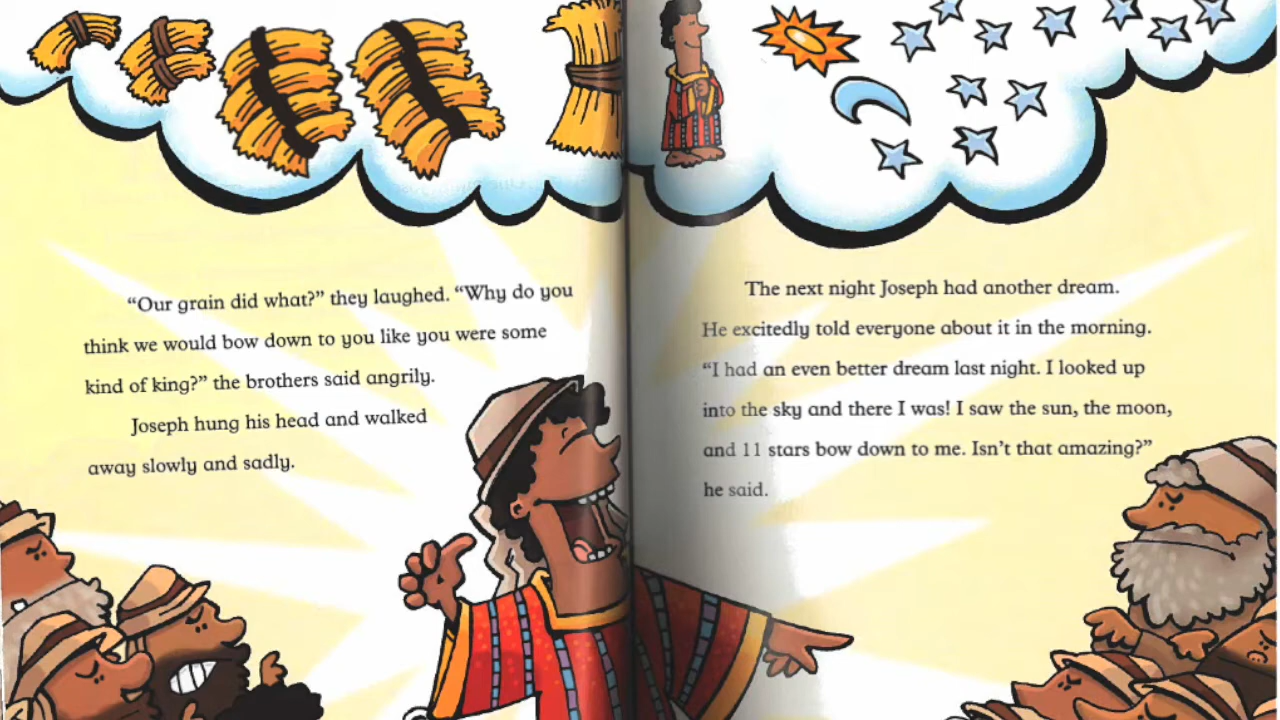 “Our grain did what?” they laughed. “Why do you
think we would bow down to you like you were some
kind of king?” the brothers said angrily.
Joseph hung his head and walked
away slowly and sadly.
The next night Joseph had another dream.
He excitedly told everyone about it in the morning.
“I had an even better dream last night. I looked up
into the sky and there I was! I saw the sun, the moon,
and 11 stars bow down to me. Isn’t that amazing?”
he said.